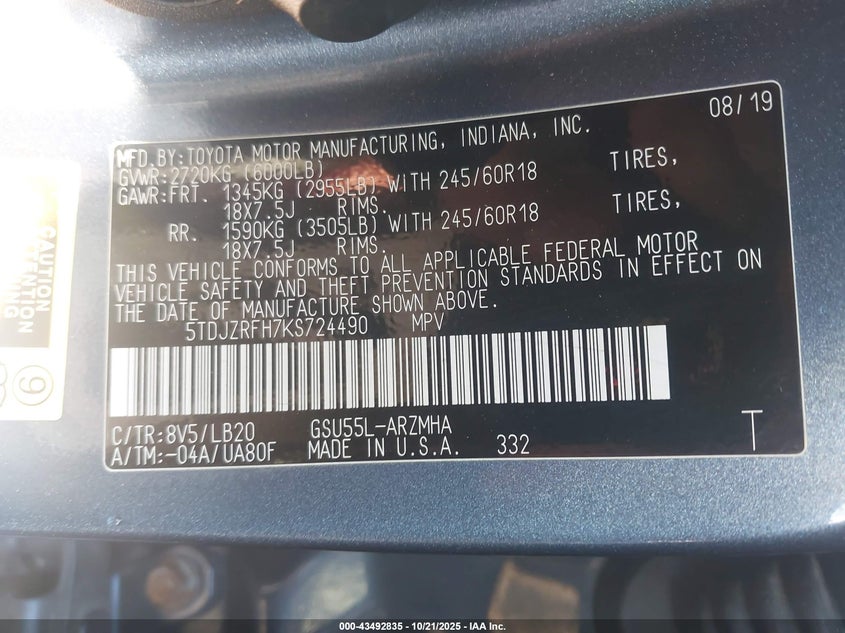 08/19
MFD.BY:TOYOTA MOTOR MANUFACTURING, INDIANA, INC.
GVWR:2720KG (6000LB)
GAWR:FRT. 1345KG (2955LB) WITH 245/60R18 TIRES,
18X7.5J RIMS.
RR. 1590KG (3505LB) WITH 245/60R18 TIRES,
18X7.5J RIMS.
THIS VEHICLE CONFORMS TO ALL APPLICABLE FEDERAL MOTOR
VEHICLE SAFETY AND THEFT PREVENTION STANDARDS IN EFFECT ON
THE DATE OF MANUFACTURE SHOWN ABOVE.
5TDJZRFH7KS724490 MPV
C/TR:8V5/LB20 GSU55L-ARZMHA
A/TM:-04A/UA80F MADE IN U.S.A. 332
T
CAUTION
9
000-43492835 - 10/21/2025 - IAA Inc.